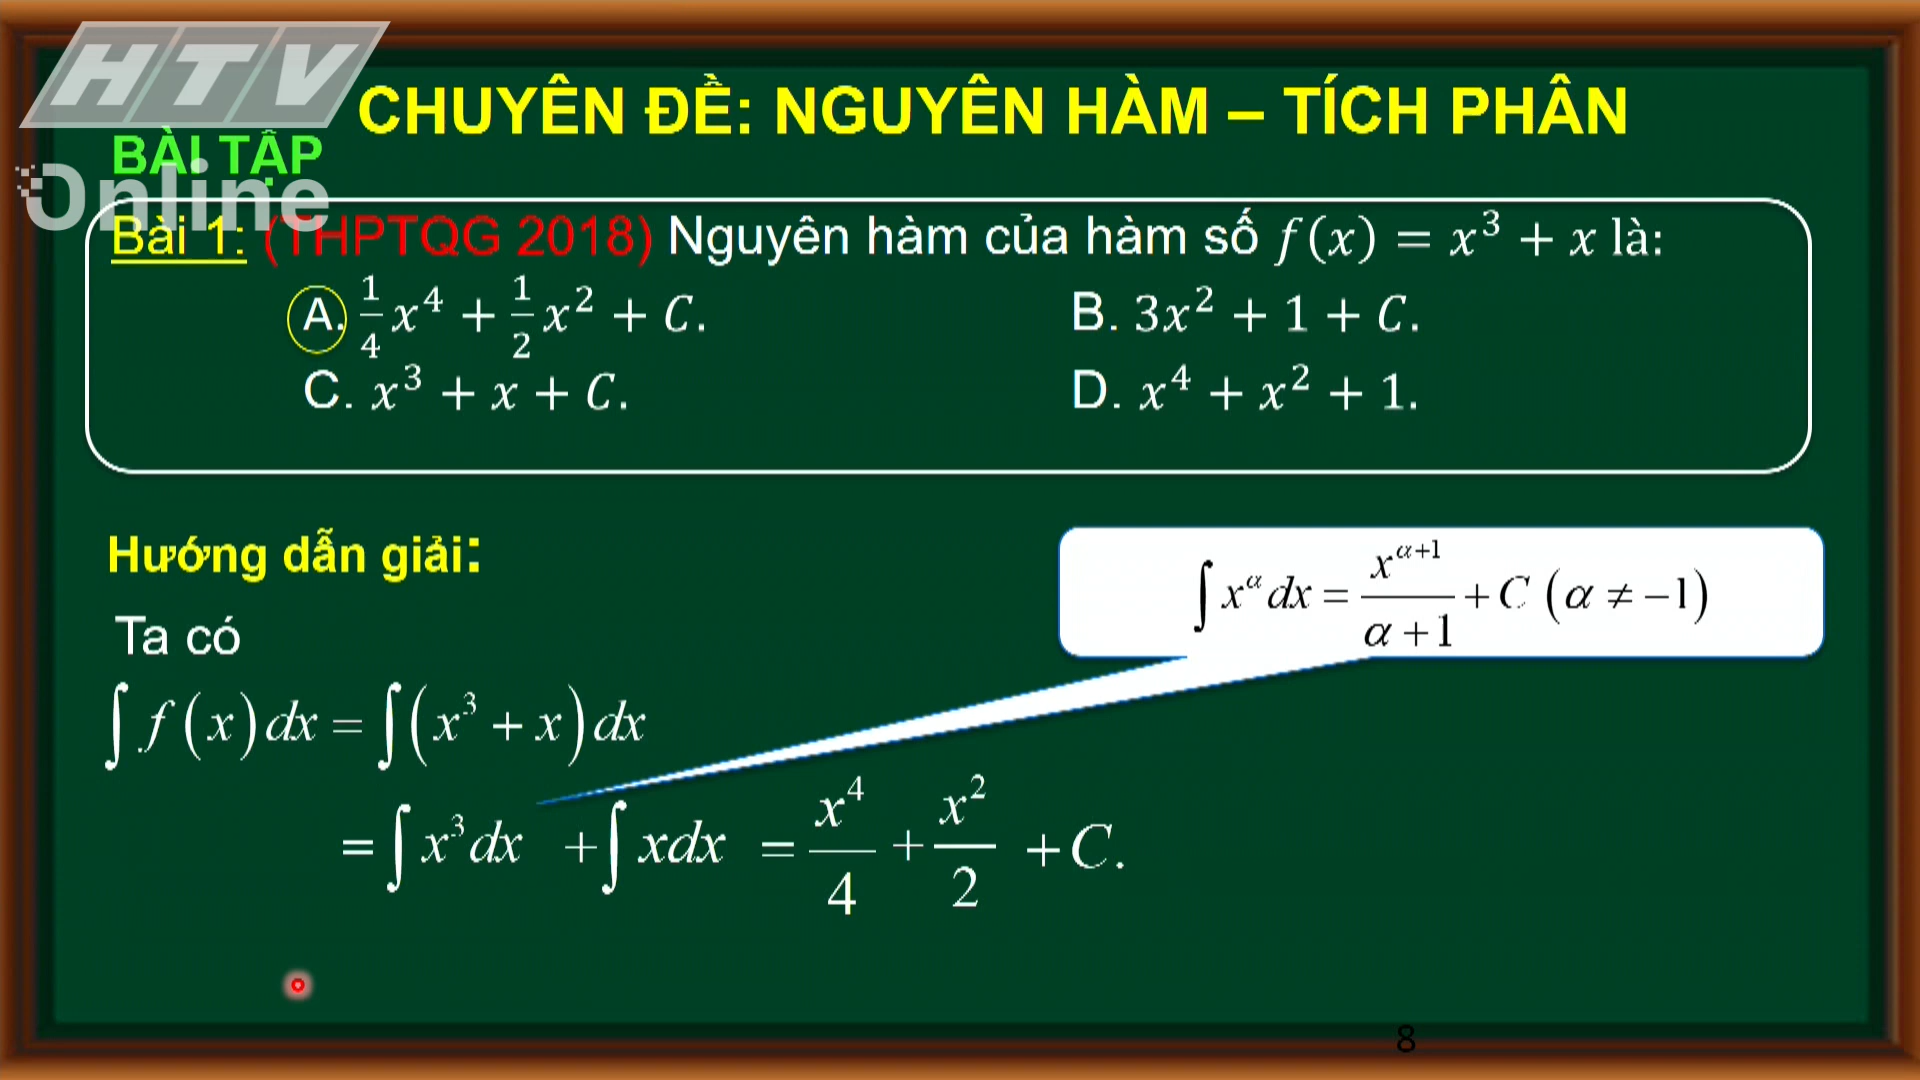 HTV
Online
CHUYÊN ĐỀ: NGUYÊN HÀM – TÍCH PHÂN
BÀI TẬP
Bài 1: (THPTQG 2018) Nguyên hàm của hàm số f(x) = x³ + x là:
A. 1/4 x⁴ + 1/2 x² + C. B. 3x² + 1 + C.
C. x³ + x + C. D. x⁴ + x² + 1.
Hướng dẫn giải:
∫ x^α dx = x^(α+1)/(α+1) + C (α ≠ −1)
Ta có
∫ f(x)dx = ∫(x³ + x)dx
= ∫ x³dx + ∫ xdx = x⁴/4 + x²/2 + C.
8